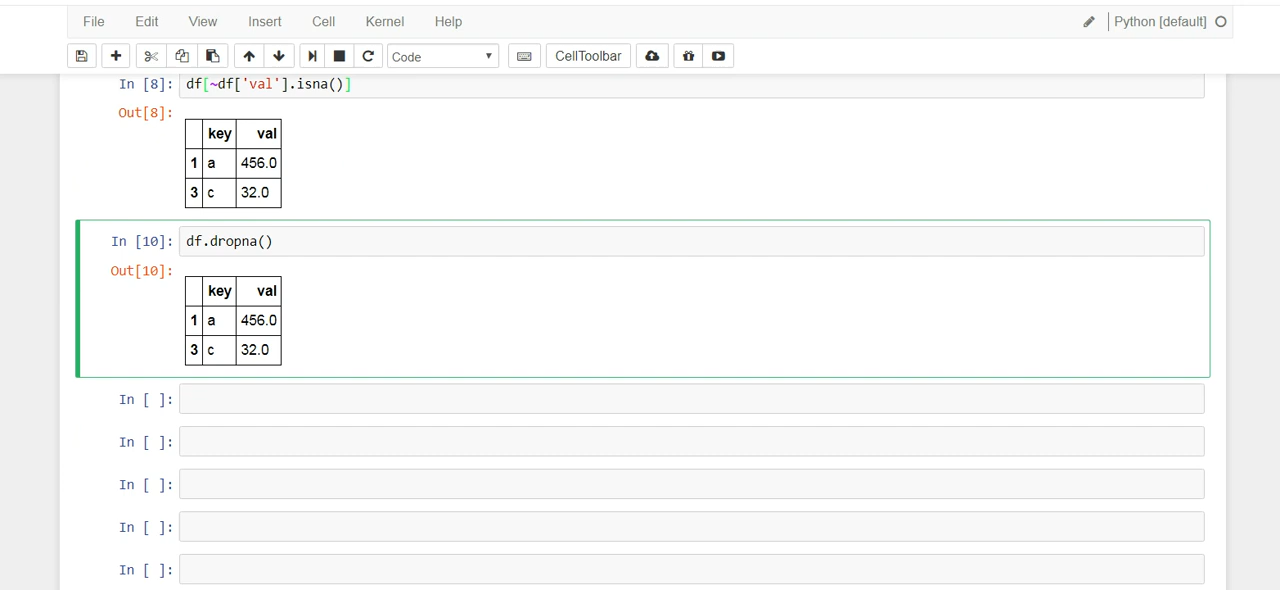 File Edit View Insert Cell Kernel Help Python [default]
Code CellToolbar
In [8]: df[~df['val'].isna()]
Out[8]:
key val
1 a 456.0
3 c 32.0
In [10]: df.dropna()
Out[10]:
key val
1 a 456.0
3 c 32.0
In [ ]:
In [ ]:
In [ ]:
In [ ]:
In [ ]: